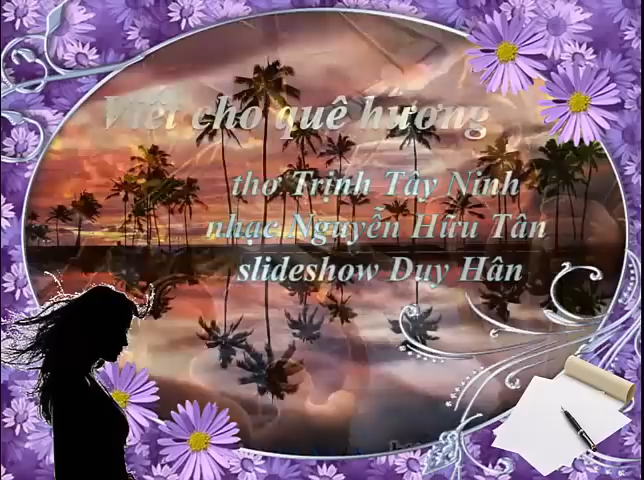 Viết cho quê hương
thơ Trịnh Tây Ninh
nhạc Nguyễn Hữu Tân
slideshow Duy Hân